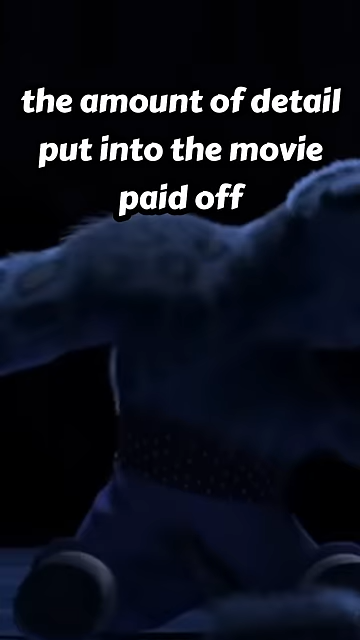 the amount of detail
put into the movie
paid off